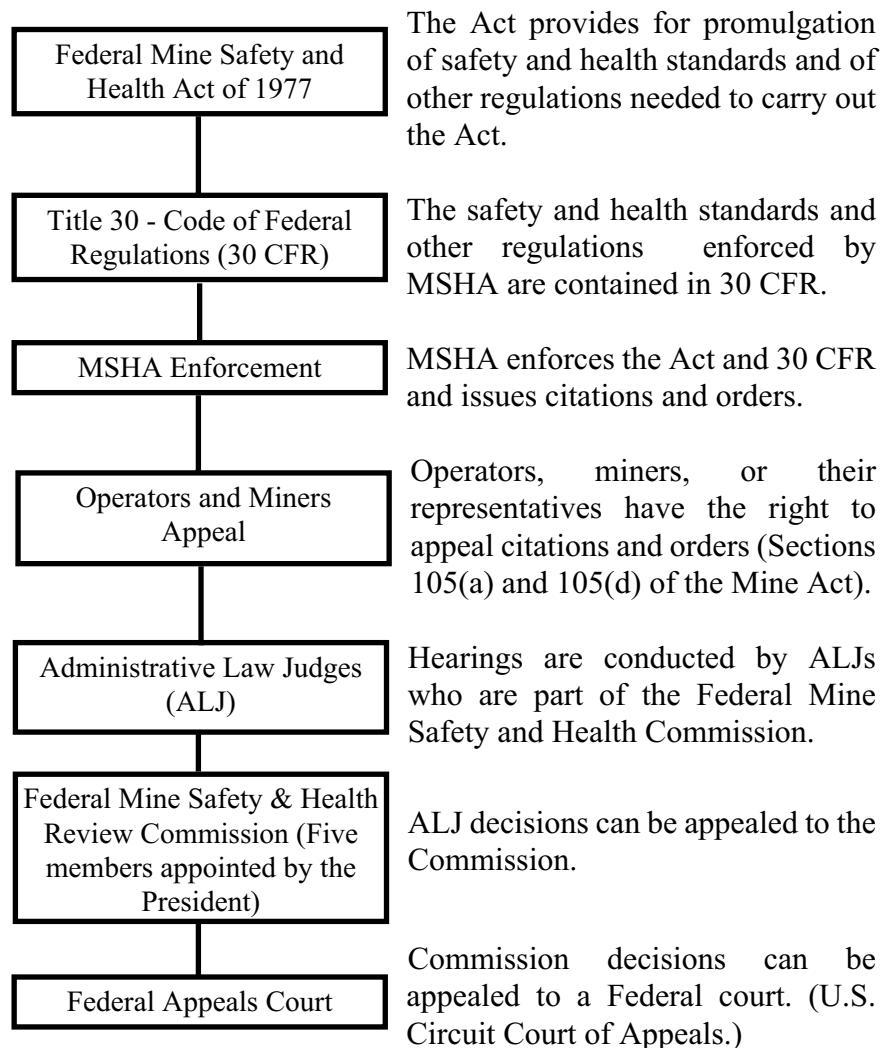 Federal Mine Safety and
Health Act of 1977
The Act provides for promulgation
of safety and health standards and of
other regulations needed to carry out
the Act.
Title 30 - Code of Federal
Regulations (30 CFR)
The safety and health standards and
other regulations enforced by
MSHA are contained in 30 CFR.
MSHA Enforcement
MSHA enforces the Act and 30 CFR
and issues citations and orders.
Operators and Miners
Appeal
Operators, miners, or their
representatives have the right to
appeal citations and orders (Sections
105(a) and 105(d) of the Mine Act).
Administrative Law Judges
(ALJ)
Hearings are conducted by ALJs
who are part of the Federal Mine
Safety and Health Commission.
Federal Mine Safety & Health
Review Commission (Five
members appointed by the
President)
ALJ decisions can be appealed to the
Commission.
Federal Appeals Court
Commission decisions can be
appealed to a Federal court. (U.S.
Circuit Court of Appeals.)